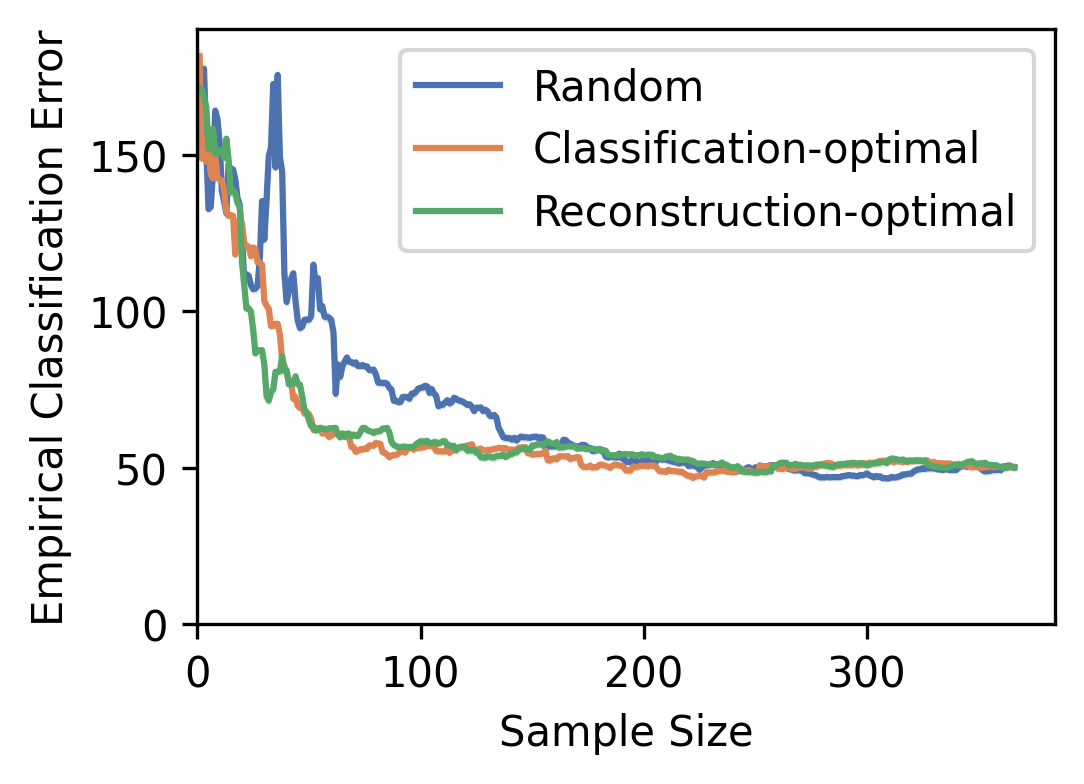 Empirical Classification Error
150
100
50
0
Random
Classification-optimal
Reconstruction-optimal
0 100 200 300
Sample Size